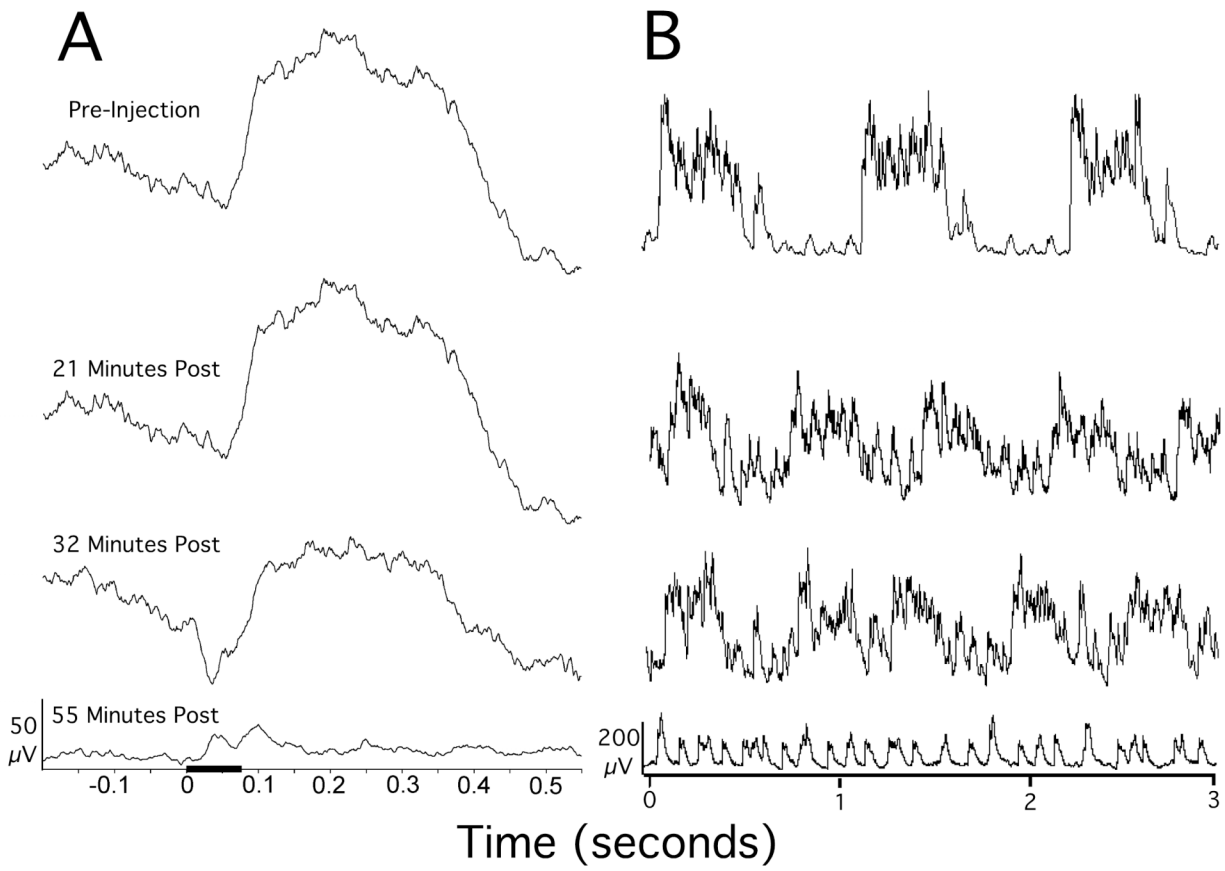 A
B
Pre-Injection
21 Minutes Post
32 Minutes Post
55 Minutes Post
50
µV
200
µV
-0.1 0 0.1 0.2 0.3 0.4 0.5
0 1 2 3
Time (seconds)